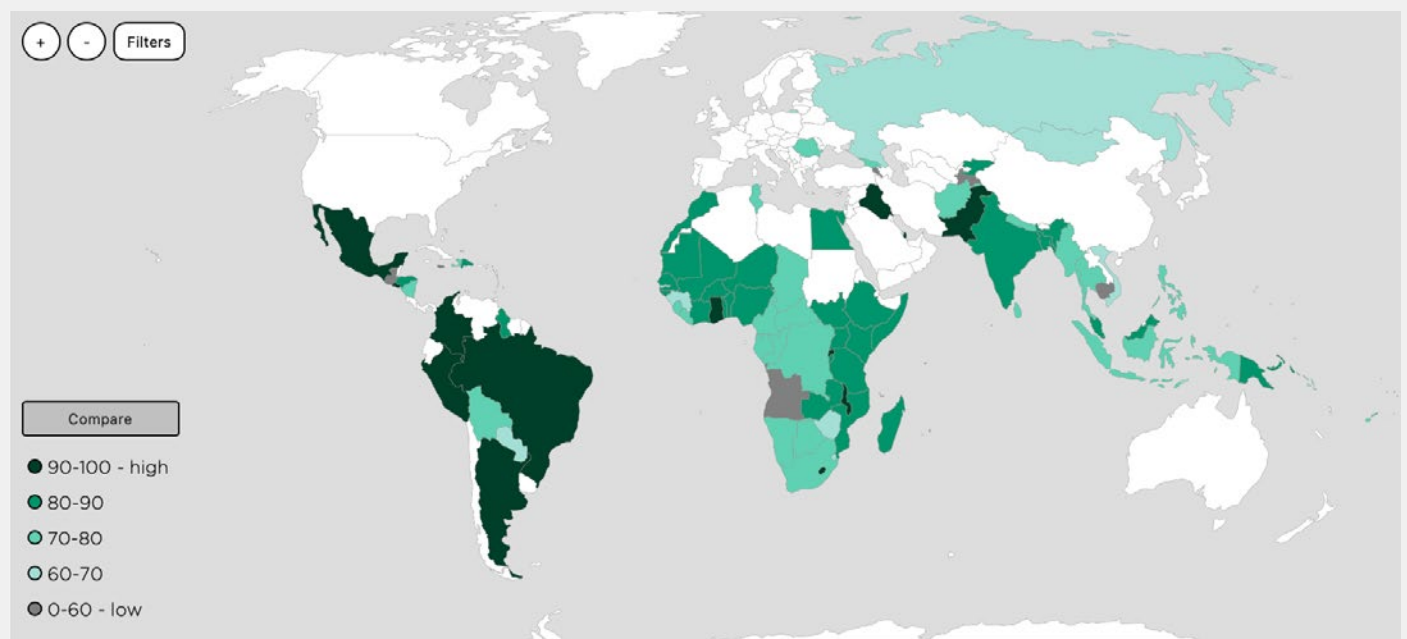 + - Filters
Compare
90-100 - high
80-90
70-80
60-70
0-60 - low